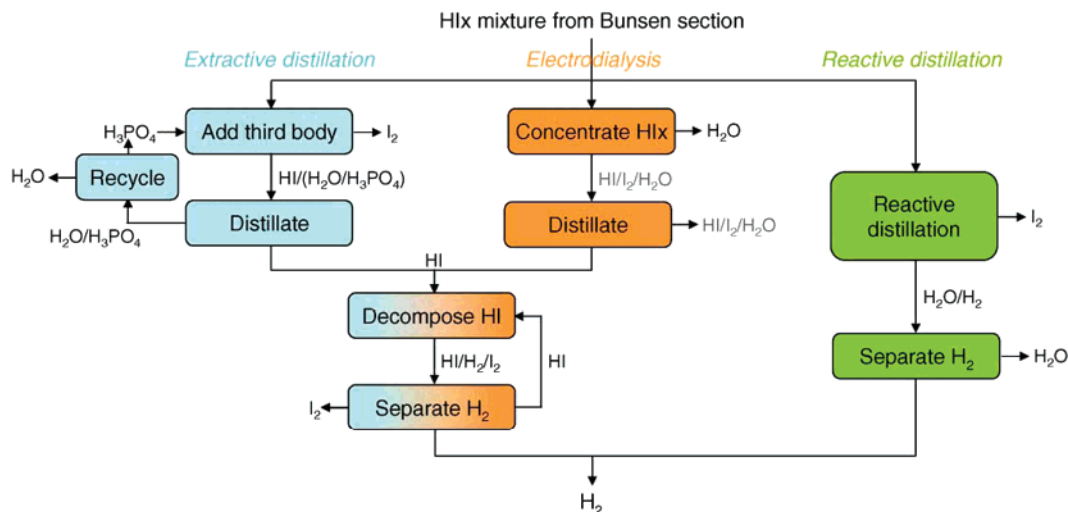 HIx mixture from Bunsen section
Extractive distillation
Electrodialysis
Reactive distillation
H₃PO₄
Add third body
I₂
Concentrate HIx
H₂O
H₂O
Recycle
HI/(H₂O/H₃PO₄)
HI/I₂/H₂O
H₂O/H₃PO₄
Distillate
Distillate
HI/I₂/H₂O
Reactive
distillation
I₂
HI
H₂O/H₂
Decompose HI
HI/H₂/I₂
HI
Separate H₂
H₂O
I₂
Separate H₂
H₂